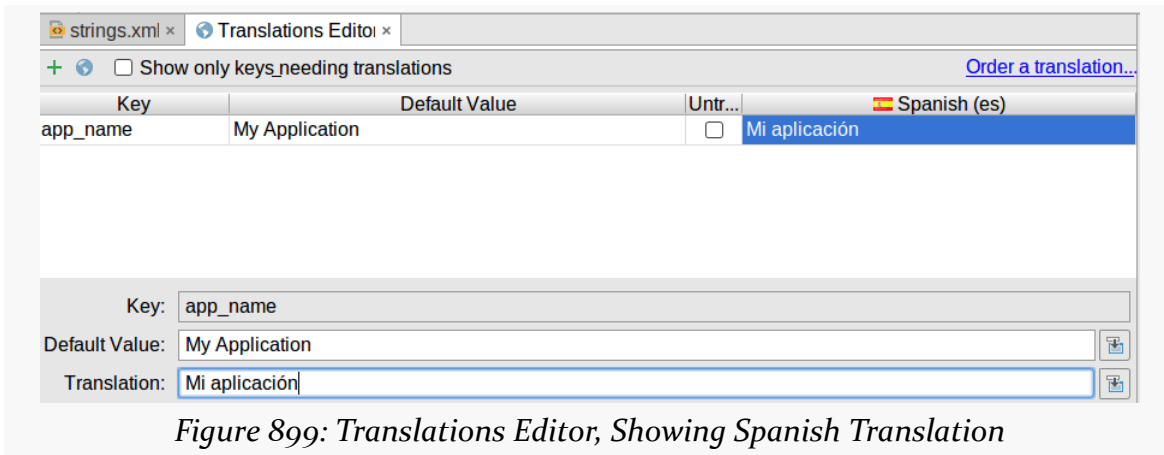 strings.xml × Translations Editor ×
Show only keys needing translations Order a translation...
Key Default Value Untr... Spanish (es)
app_name My Application Mi aplicación
Key: app_name
Default Value: My Application
Translation: Mi aplicación
Figure 899: Translations Editor, Showing Spanish Translation